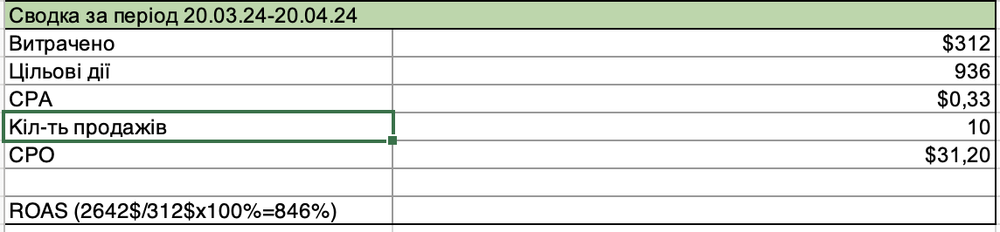 Сводка за період 20.03.24-20.04.24
Витрачено $312
Цільові дії 936
CPA $0,33
Кіл-ть продажів 10
CPO $31,20
ROAS (2642$/312$x100%=846%)